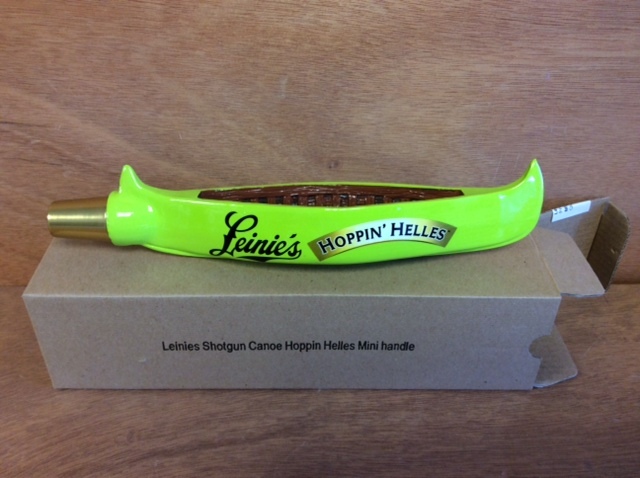 Leinie's
HOPPIN' HELLES
Leinies Shotgun Canoe Hoppin Helles Mini handle